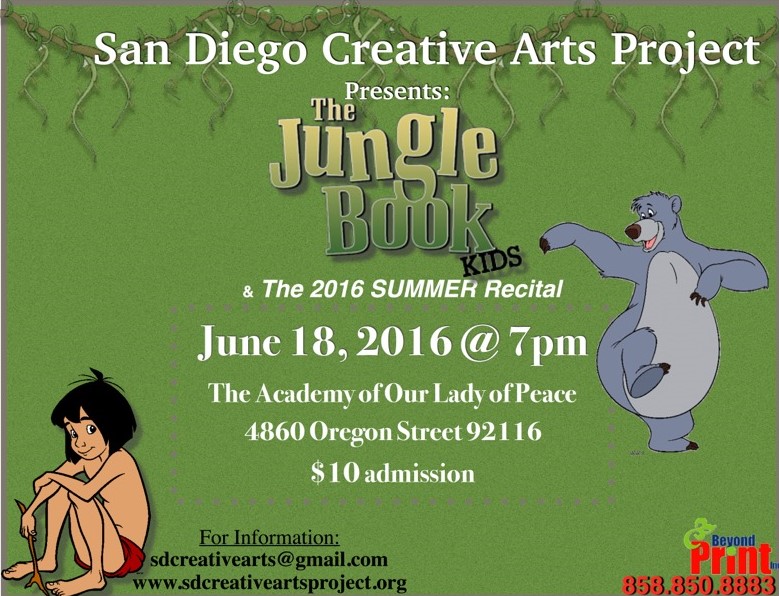 San Diego Creative Arts Project
Presents:
The
Jungle
Book
KIDS
& The 2016 SUMMER Recital
June 18, 2016 @ 7pm
The Academy of Our Lady of Peace
4860 Oregon Street 92116
$10 admission
For Information:
sdcreativearts@gmail.com
www.sdcreativeartsproject.org
Beyond
Print Inc
858.850.8883